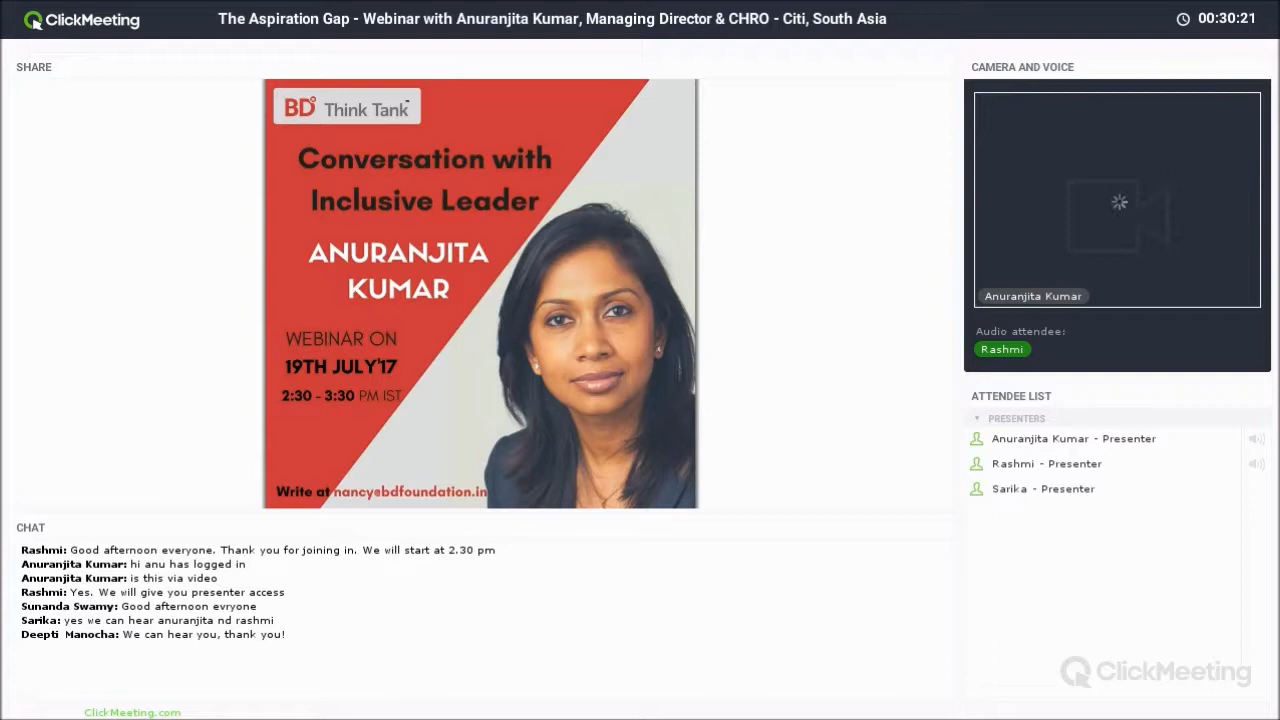 ClickMeeting
The Aspiration Gap - Webinar with Anuranjita Kumar, Managing Director & CHRO - Citi, South Asia
00:30:21
SHARE
BD Think Tank
Conversation with
Inclusive Leader
ANURANJITA
KUMAR
WEBINAR ON
19TH JULY'17
2:30 - 3:30 PM IST
Write at nancy@bdfoundation.in
CAMERA AND VOICE
Anuranjita Kumar
Audio attendee:
Rashmi
ATTENDEE LIST
PRESENTERS
Anuranjita Kumar - Presenter
Rashmi - Presenter
Sarika - Presenter
CHAT
Rashmi: Good afternoon everyone. Thank you for joining in. We will start at 2.30 pm
Anuranjita Kumar: hi anu has logged in
Anuranjita Kumar: is this via video
Rashmi: Yes. We will give you presenter access
Sunanda Swamy: Good afternoon evryone
Sarika: yes we can hear anuranjita nd rashmi
Deepti Manocha: We can hear you, thank you!
ClickMeeting
ClickMeeting.com